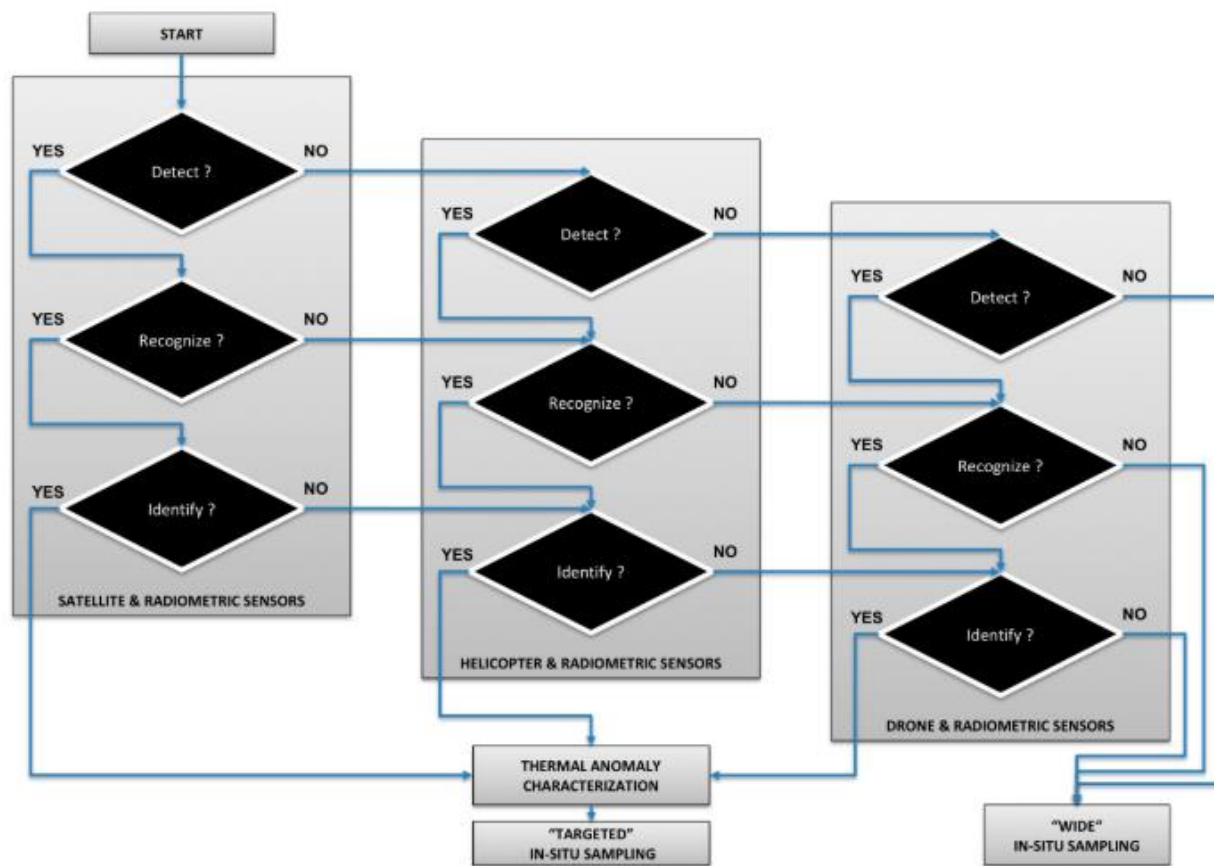 START
YES
NO
Detect ?
YES
NO
Recognize ?
YES
NO
Identify ?
SATELLITE & RADIOMETRIC SENSORS
YES
NO
Detect ?
YES
NO
Recognize ?
YES
NO
Identify ?
HELICOPTER & RADIOMETRIC SENSORS
YES
NO
Detect ?
YES
NO
Recognize ?
YES
NO
Identify ?
DRONE & RADIOMETRIC SENSORS
THERMAL ANOMALY
CHARACTERIZATION
“TARGETED”
IN-SITU SAMPLING
“WIDE”
IN-SITU SAMPLING